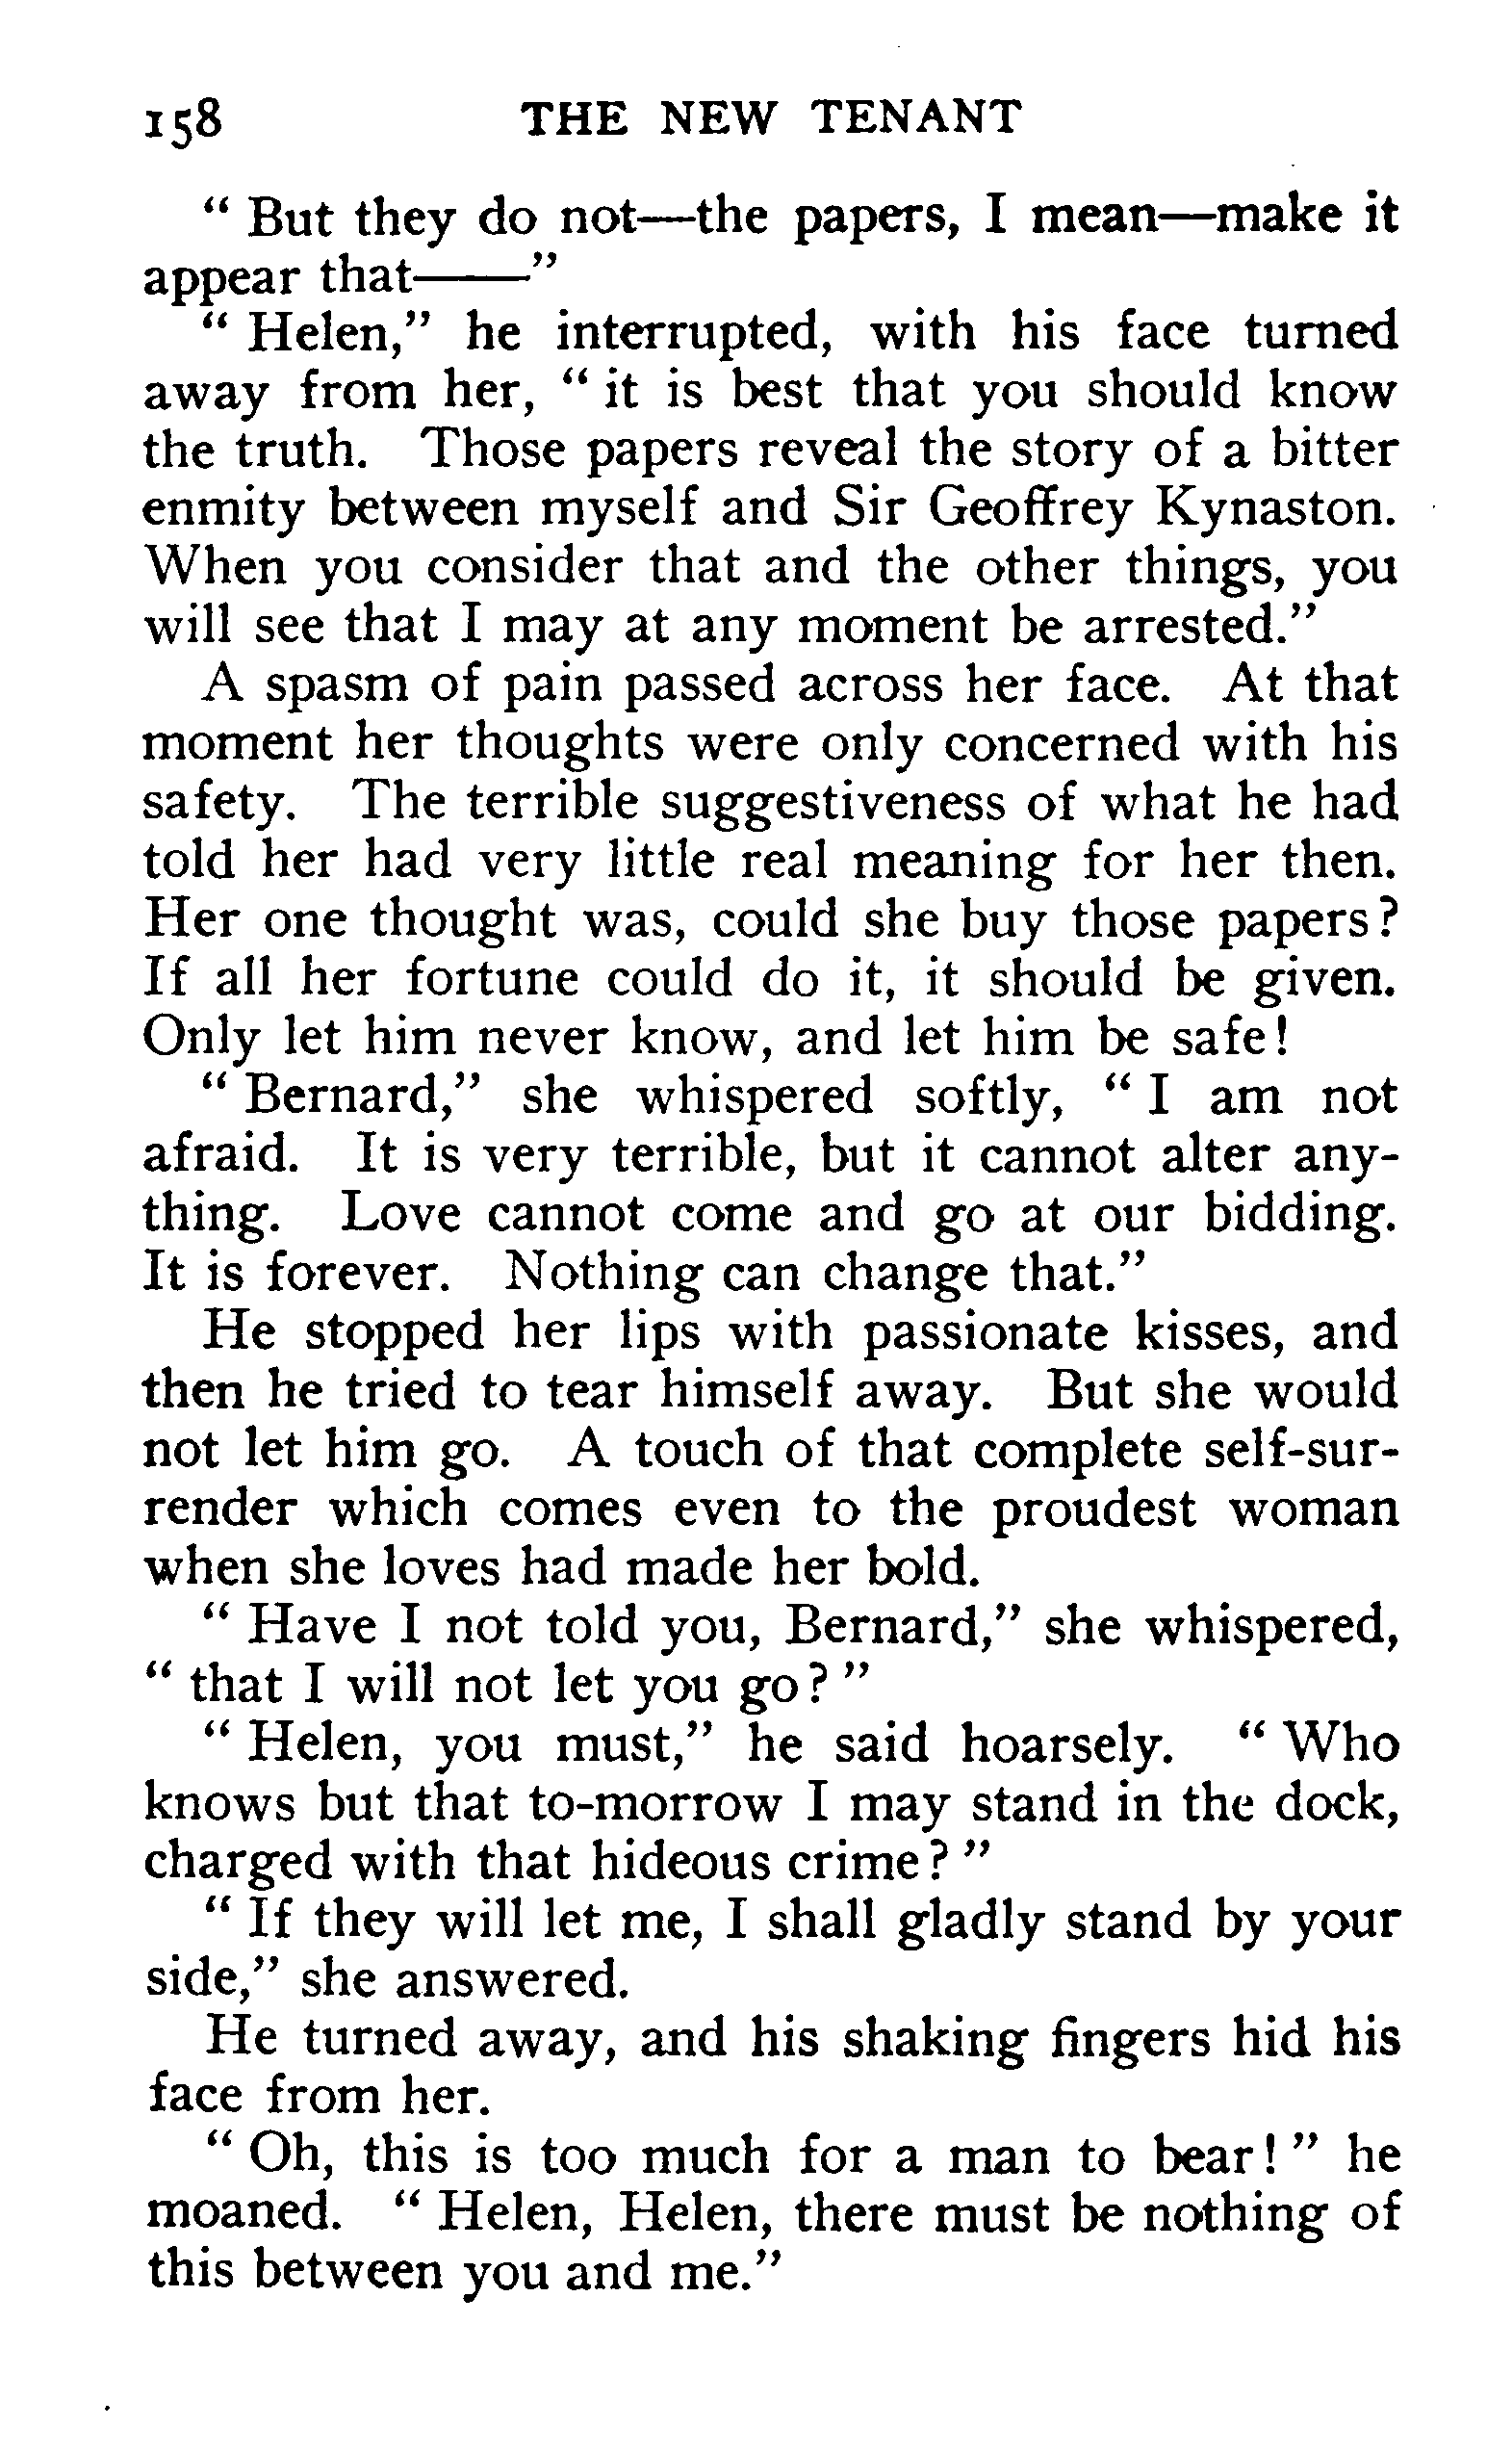 158 THE NEW TENANT
" But they do not—the papers, I mean—make it
appear that——"
" Helen," he interrupted, with his face turned
away from her, " it is best that you should know
the truth. Those papers reveal the story of a bitter
enmity between myself and Sir Geoffrey Kynaston.
When you consider that and the other things, you
will see that I may at any moment be arrested."
A spasm of pain passed across her face. At that
moment her thoughts were only concerned with his
safety. The terrible suggestiveness of what he had
told her had very little real meaning for her then.
Her one thought was, could she buy those papers?
If all her fortune could do it, it should be given.
Only let him never know, and let him be safe!
" Bernard," she whispered softly, " I am not
afraid. It is very terrible, but it cannot alter any-
thing. Love cannot come and go at our bidding.
It is forever. Nothing can change that."
He stopped her lips with passionate kisses, and
then he tried to tear himself away. But she would
not let him go. A touch of that complete self-sur-
render which comes even to the proudest woman
when she loves had made her bold.
" Have I not told you, Bernard," she whispered,
" that I will not let you go? "
" Helen, you must," he said hoarsely. " Who
knows but that to-morrow I may stand in the dock,
charged with that hideous crime? "
" If they will let me, I shall gladly stand by your
side," she answered.
He turned away, and his shaking fingers hid his
face from her.
" Oh, this is too much for a man to bear! " he
moaned. " Helen, Helen, there must be nothing of
this between you and me."